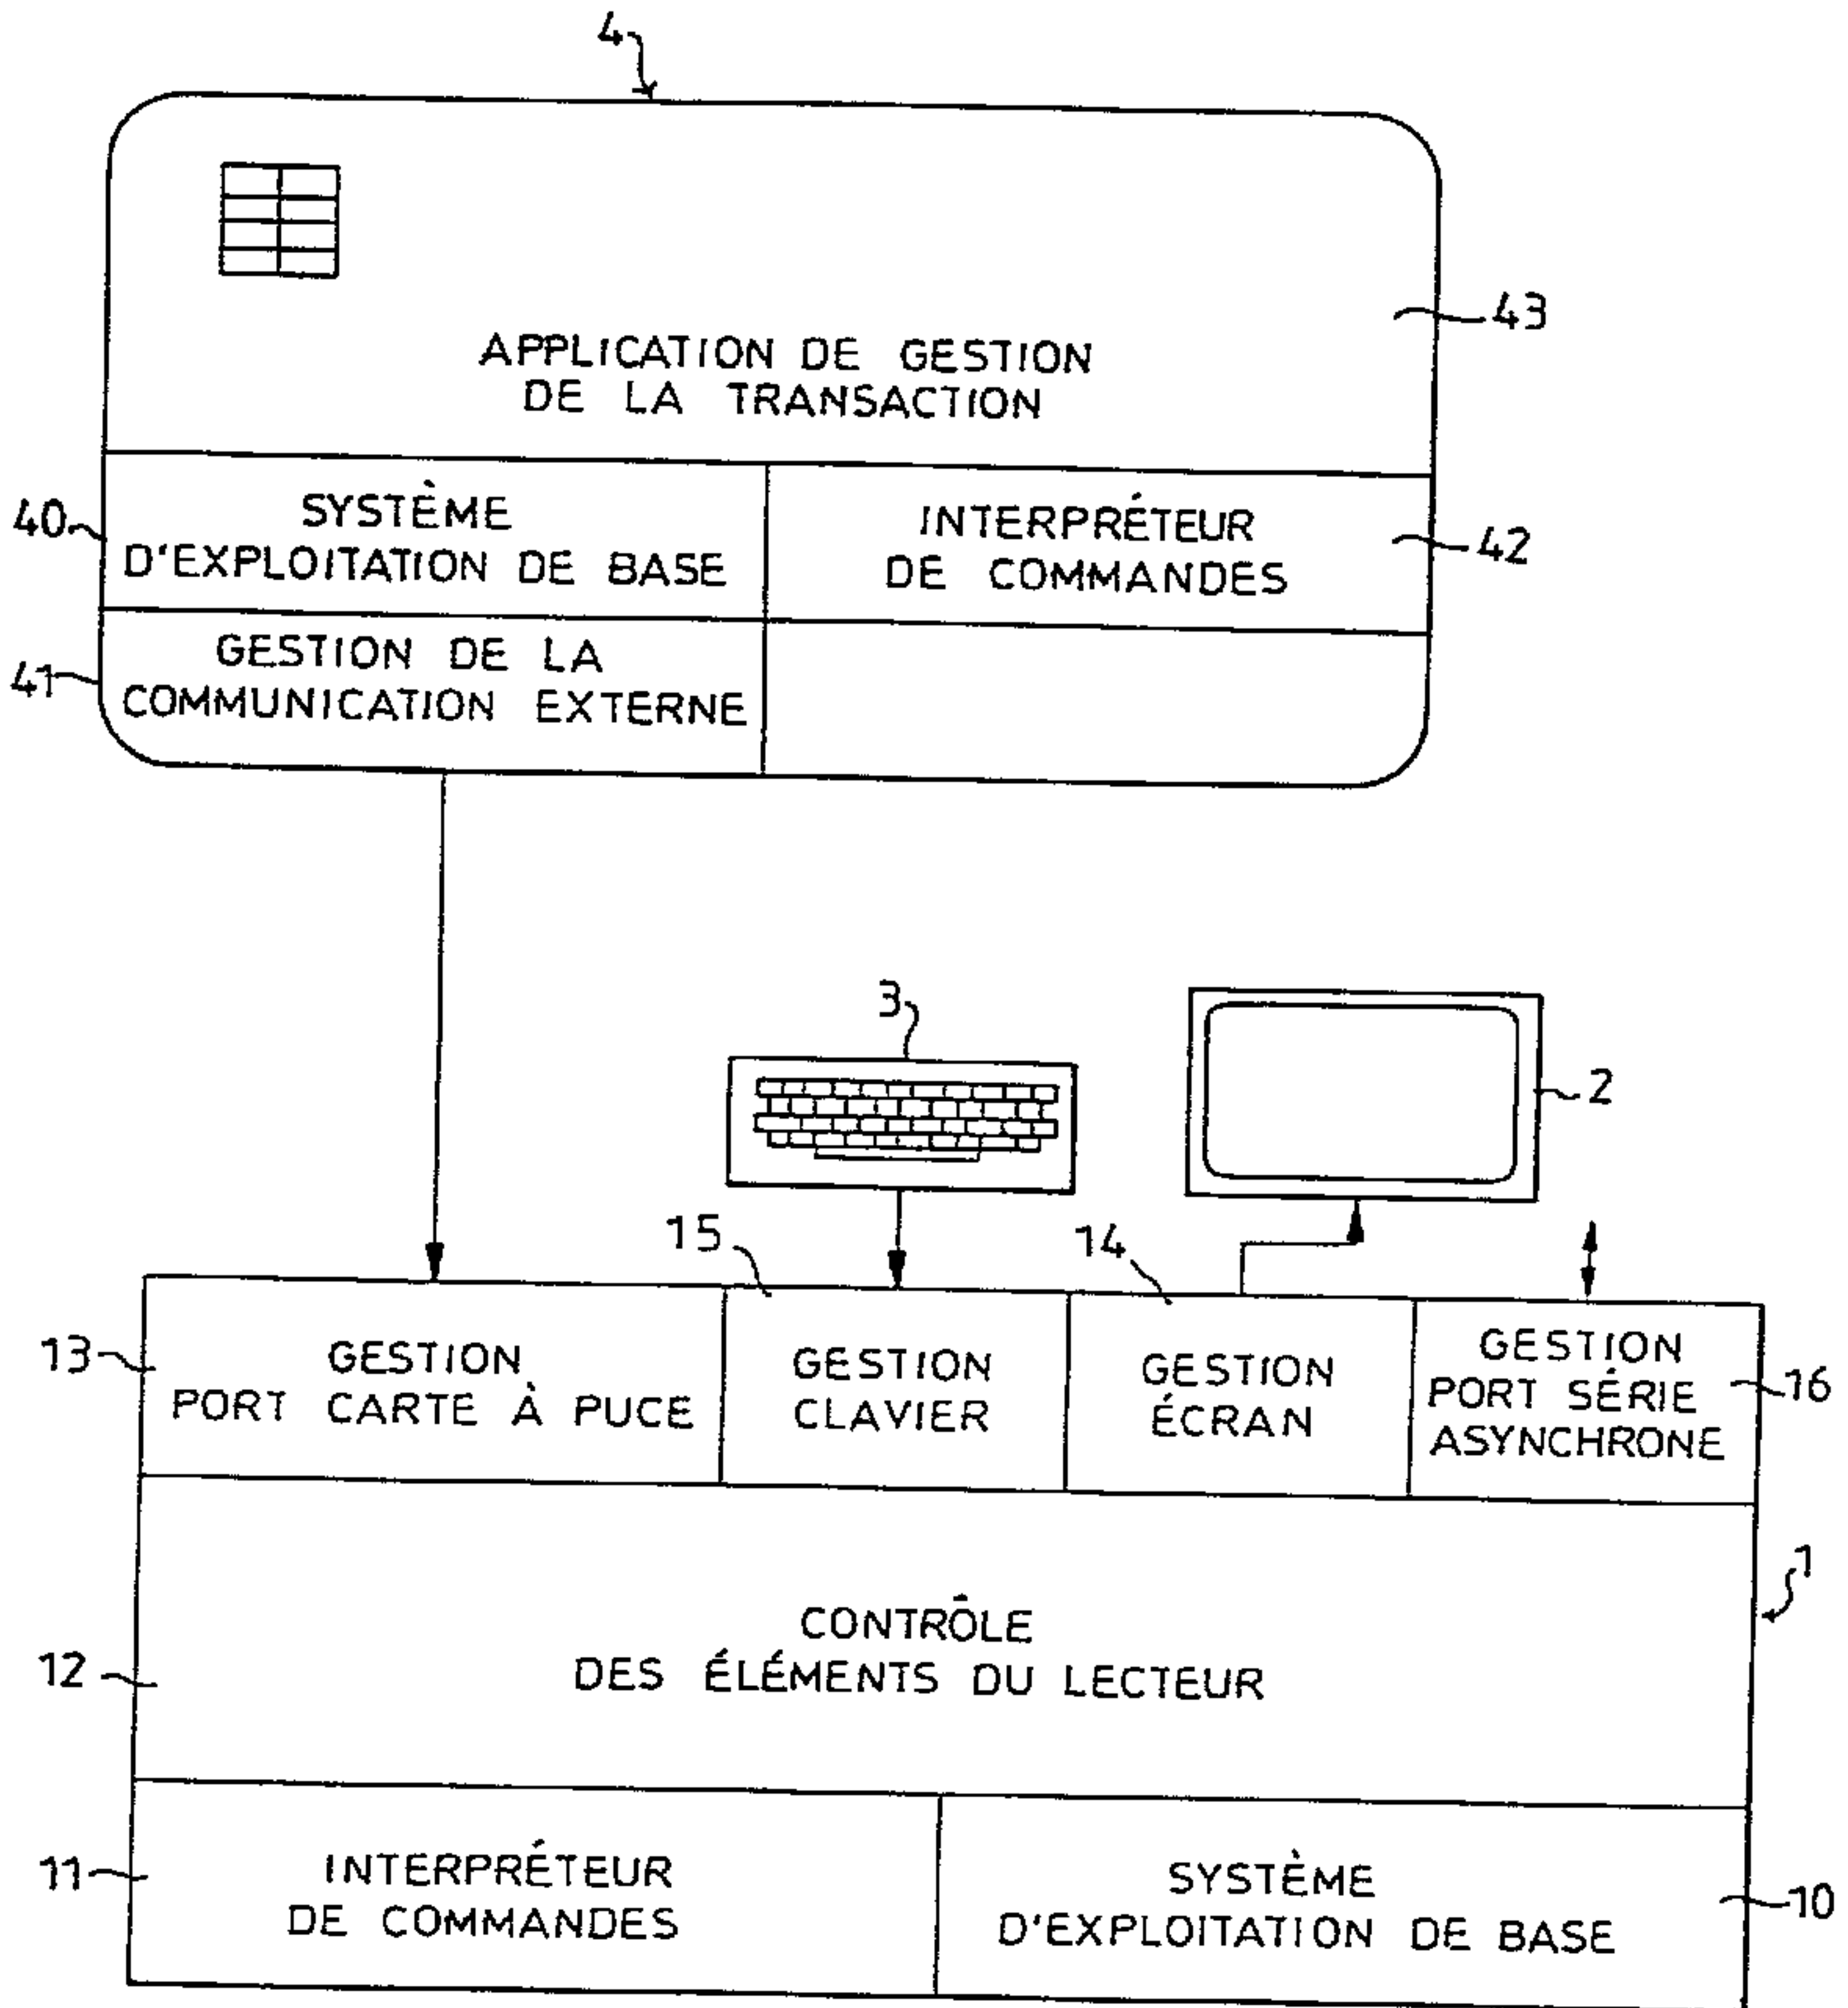 4
43
APPLICATION DE GESTION
DE LA TRANSACTION
40
SYSTÈME
D'EXPLOITATION DE BASE
INTERPRÉTEUR
DE COMMANDES
42
41
GESTION DE LA
COMMUNICATION EXTERNE
3
2
15
14
13
GESTION
PORT CARTE À PUCE
GESTION
CLAVIER
GESTION
ÉCRAN
GESTION
PORT SÉRIE
ASYNCHRONE
16
1
12
CONTRÔLE
DES ÉLÉMENTS DU LECTEUR
11
INTERPRÉTEUR
DE COMMANDES
SYSTÈME
D'EXPLOITATION DE BASE
10